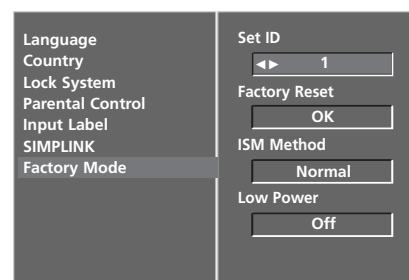 Language
Country
Lock System
Parental Control
Input Label
SIMPLINK
Factory Mode
Set ID
◀▶ 1
Factory Reset
OK
ISM Method
Normal
Low Power
Off